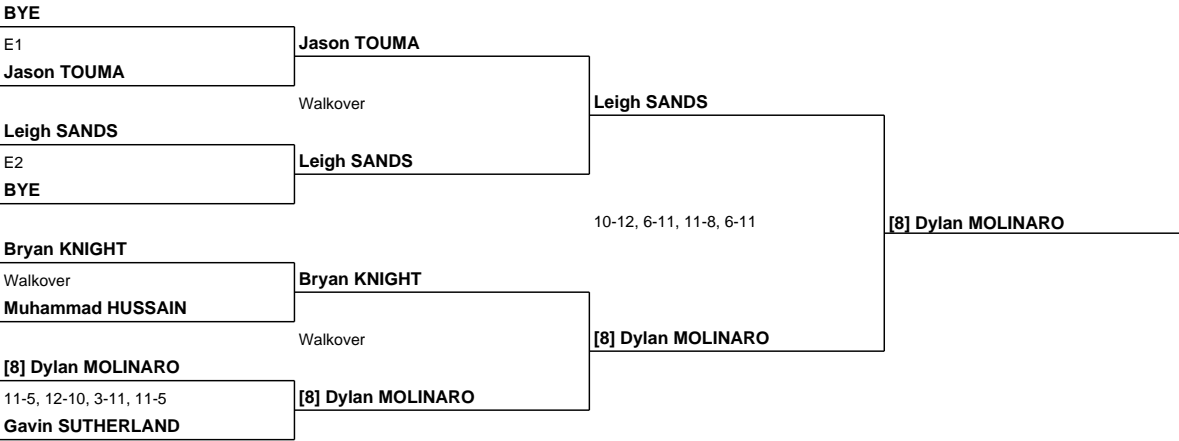 BYE
E1
Jason TOUMA
Leigh SANDS
E2
BYE
Bryan KNIGHT
Walkover
Muhammad HUSSAIN
[8] Dylan MOLINARO
11-5, 12-10, 3-11, 11-5
Gavin SUTHERLAND
Jason TOUMA
Walkover
Leigh SANDS
Bryan KNIGHT
Walkover
[8] Dylan MOLINARO
Leigh SANDS
10-12, 6-11, 11-8, 6-11
[8] Dylan MOLINARO
[8] Dylan MOLINARO